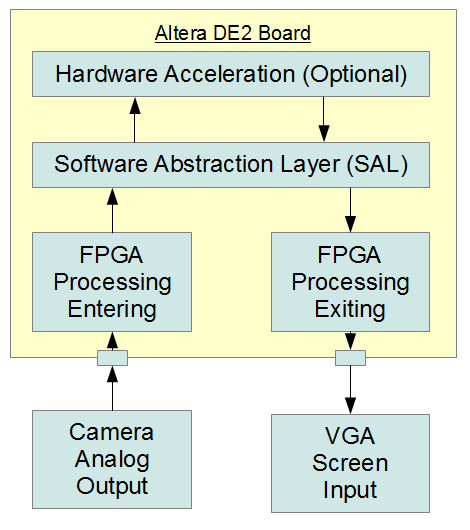 Altera DE2 Board
Hardware Acceleration (Optional)
Software Abstraction Layer (SAL)
FPGA
Processing
Entering
FPGA
Processing
Exiting
Camera
Analog
Output
VGA
Screen
Input